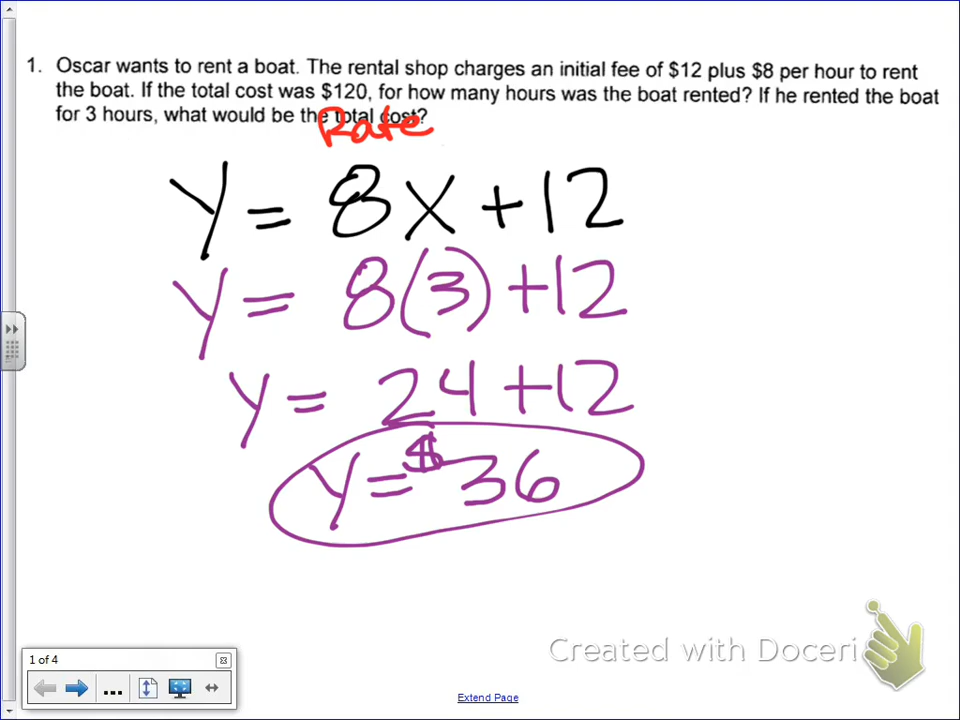 1. Oscar wants to rent a boat. The rental shop charges an initial fee of $12 plus $8 per hour to rent
the boat. If the total cost was $120, for how many hours was the boat rented? If he rented the boat
for 3 hours, what would be the total cost?
Rate
y = 8x + 12
y = 8(3) + 12
y = 24 + 12
y = $36
Created with Doceri
1 of 4
...
Extend Page